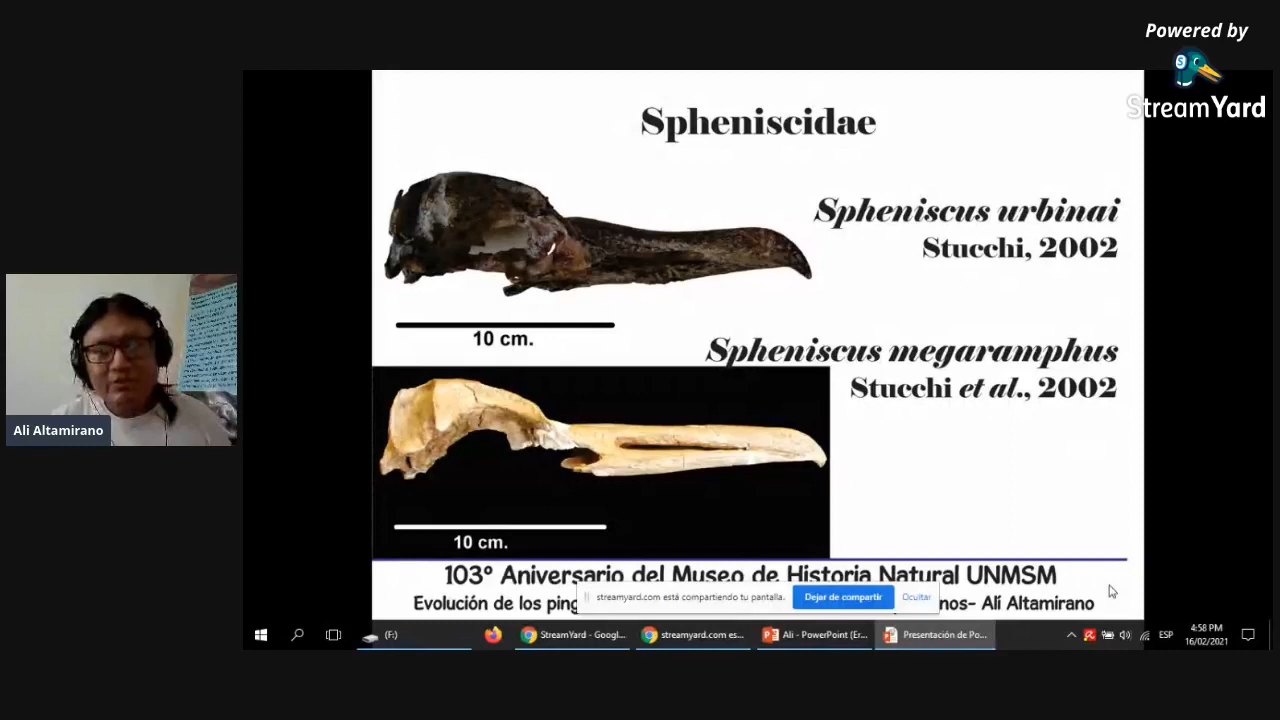 Powered by
StreamYard
Spheniscidae
Spheniscus urbinai
Stucchi, 2002
10 cm.
Spheniscus megaramphus
Stucchi et al., 2002
10 cm.
Ali Altamirano
103° Aniversario del Museo de Historia Natural UNMSM
Evolución de los ping
nos- Alí Altamirano
streamyard.com está compartiendo tu pantalla.
Dejar de compartir
Ocultar
(F:)
StreamYard - Googl...
streamyard.com es...
Ali - PowerPoint (Er...
Presentación de Po...
ESP
4:58 PM
16/02/2021